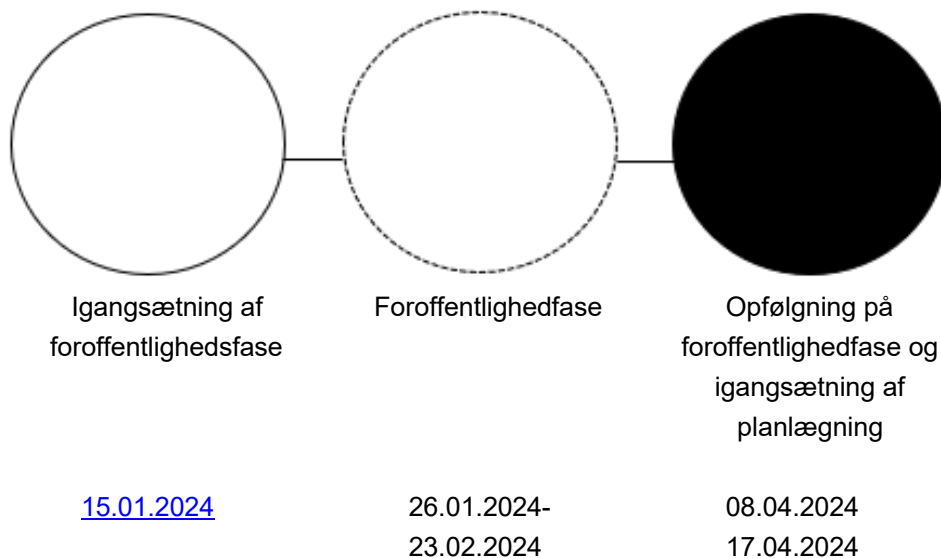 Igangsætning af
foroffentlighedsfase
Foroffentlighedfase
Opfølgning på
foroffentlighedfase og
igangsætning af
planlægning
15.01.2024
26.01.2024-
23.02.2024
08.04.2024
17.04.2024